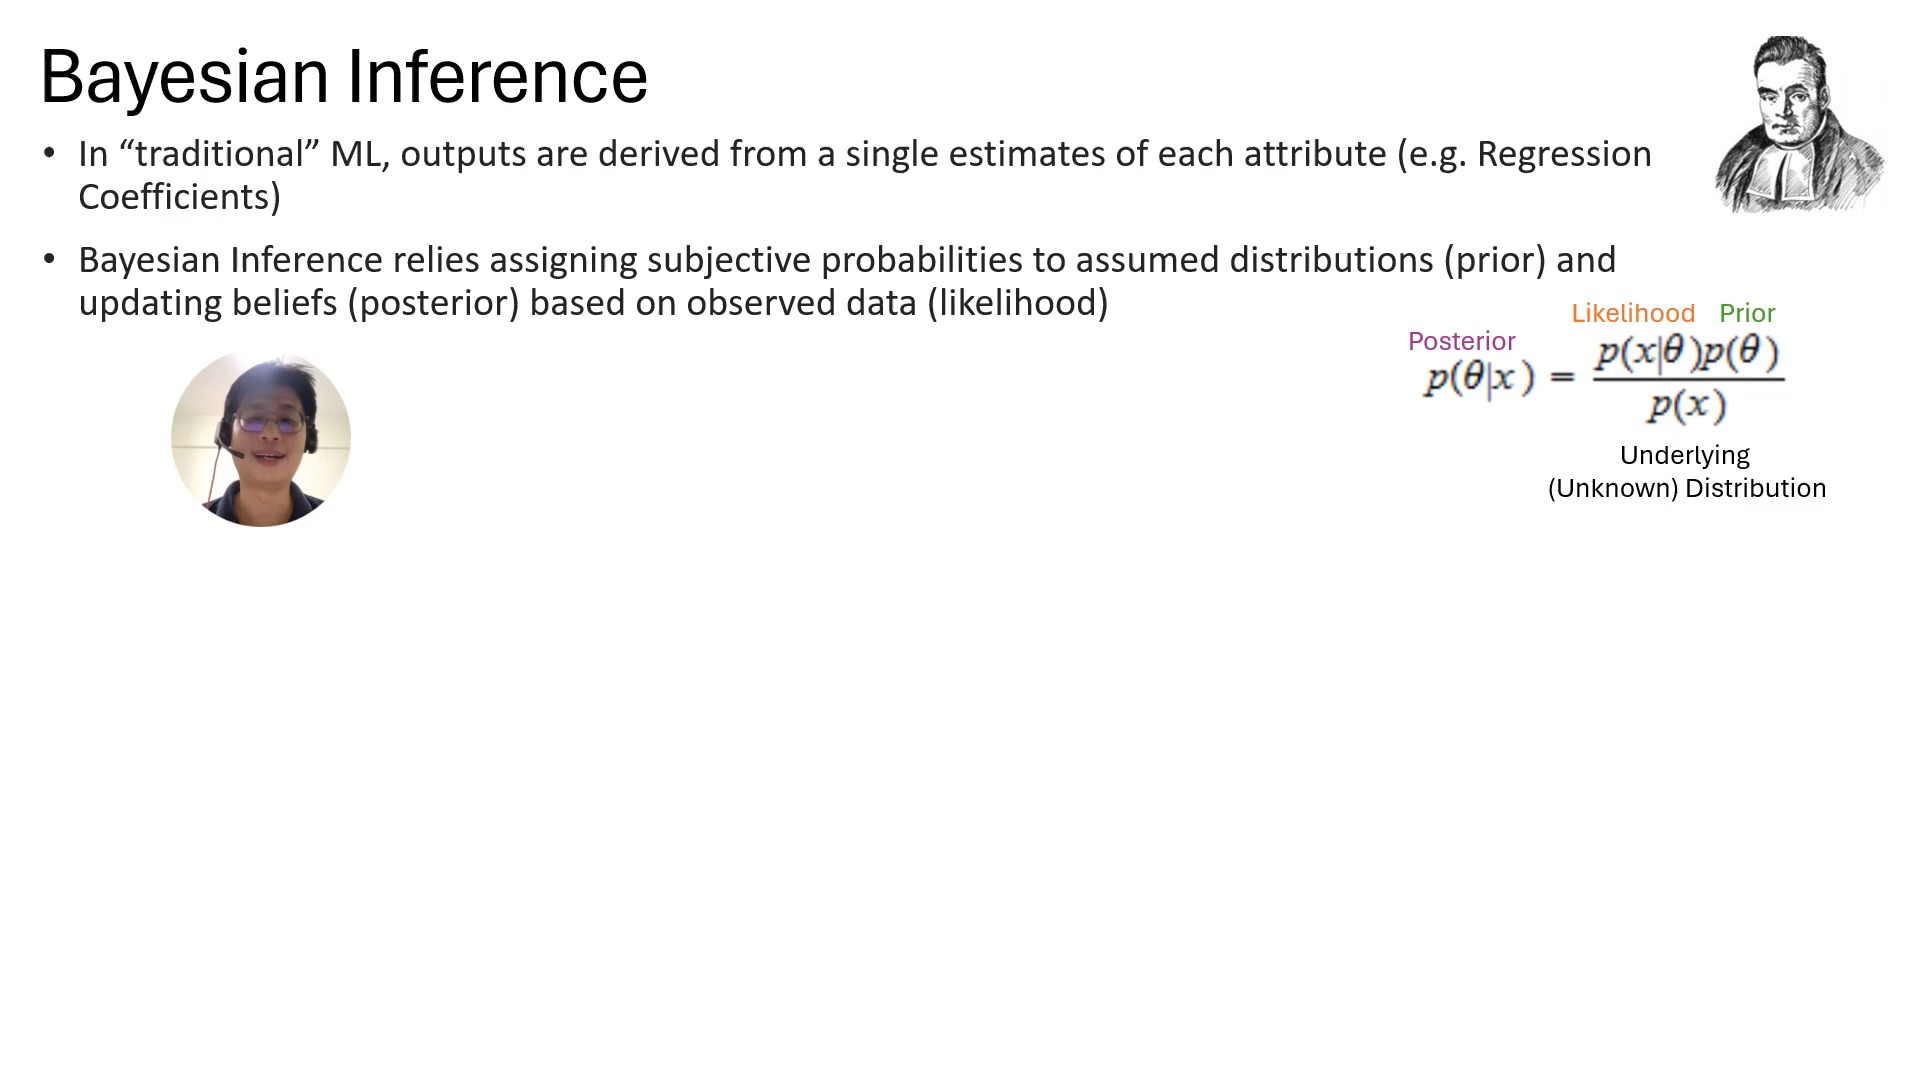 Bayesian Inference
• In “traditional” ML, outputs are derived from a single estimates of each attribute (e.g. Regression
Coefficients)
• Bayesian Inference relies assigning subjective probabilities to assumed distributions (prior) and
updating beliefs (posterior) based on observed data (likelihood)
Likelihood Prior
Posterior
p(θ|x) = p(x|θ)p(θ)
p(x)
Underlying
(Unknown) Distribution